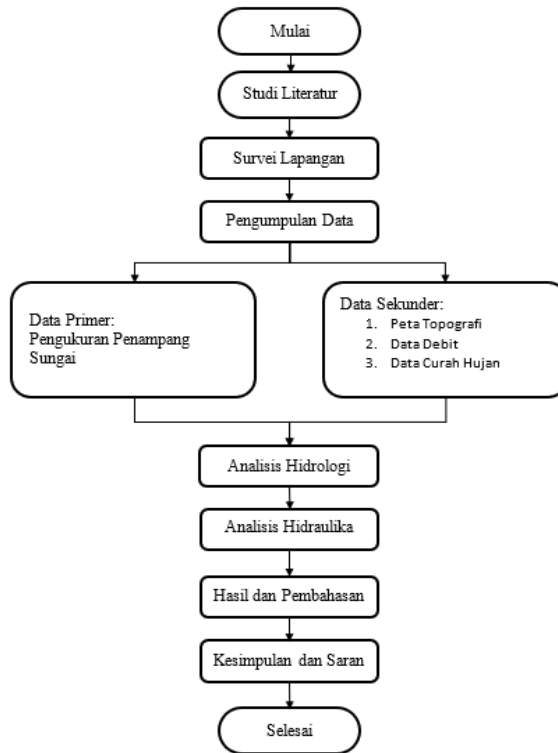 Mulai
Studi Literatur
Survei Lapangan
Pengumpulan Data
Data Primer:
Pengukuran Penampang
Sungai
Data Sekunder:
1. Peta Topografi
2. Data Debit
3. Data Curah Hujan
Analisis Hidrologi
Analisis Hidraulika
Hasil dan Pembahasan
Kesimpulan dan Saran
Selesai